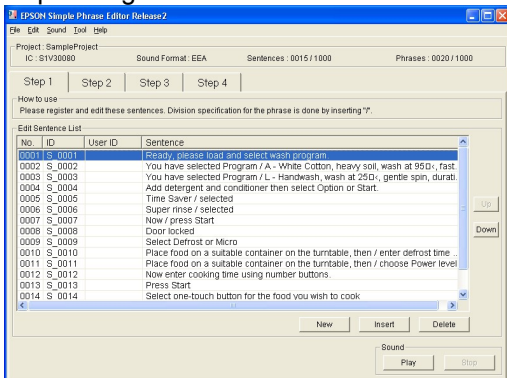 EPSON Simple Phrase Editor Release2
File Edit Sound Tool Help
Project : SampleProject
IC : S1V30080 Sound Format : EEA Sentences : 0015 / 1000 Phrases : 0020 / 1000
Step 1 Step 2 Step 3 Step 4
How to use
Please register and edit these sentences. Division specification for the phrase is done by inserting "/".
Edit Sentence List
No. ID User ID Sentence
0001 S_0001 Ready, please load and select wash program.
0002 S_0002 You have selected Program / A - White Cotton, heavy soil, wash at 95□<, fast.
0003 S_0003 You have selected Program / L - Handwash, wash at 25□<, gentle spin, durati.
0004 S_0004 Add detergent and conditioner then select Option or Start.
0005 S_0005 Time Saver / selected
0006 S_0006 Super rinse / selected
0007 S_0007 Now / press Start
0008 S_0008 Door locked
0009 S_0009 Select Defrost or Micro
0010 S_0010 Place food on a suitable container on the turntable, then / enter defrost time ..
0011 S_0011 Place food on a suitable container on the turntable, then / choose Power level
0012 S_0012 Now enter cooking time using number buttons.
0013 S_0013 Press Start
0014 S_0014 Select one-touch button for the food you wish to cook
Up
Down
New Insert Delete
Sound
Play Stop